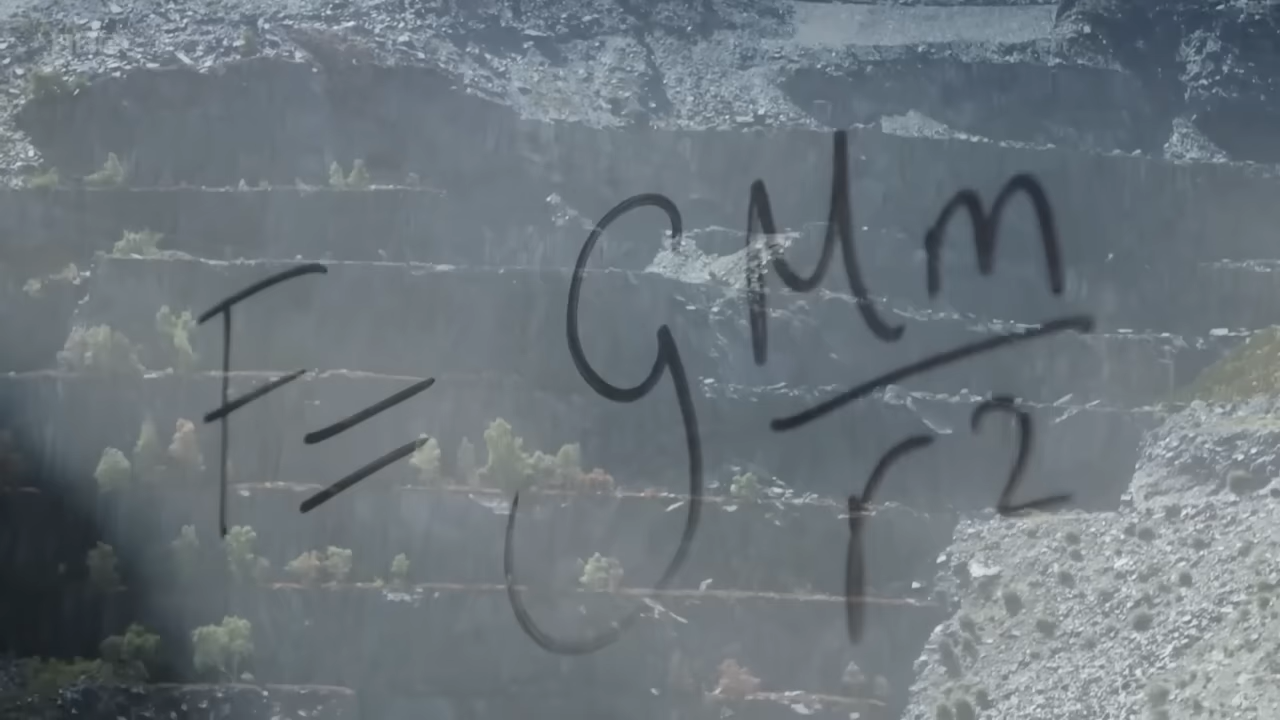 F = G Mm/r²